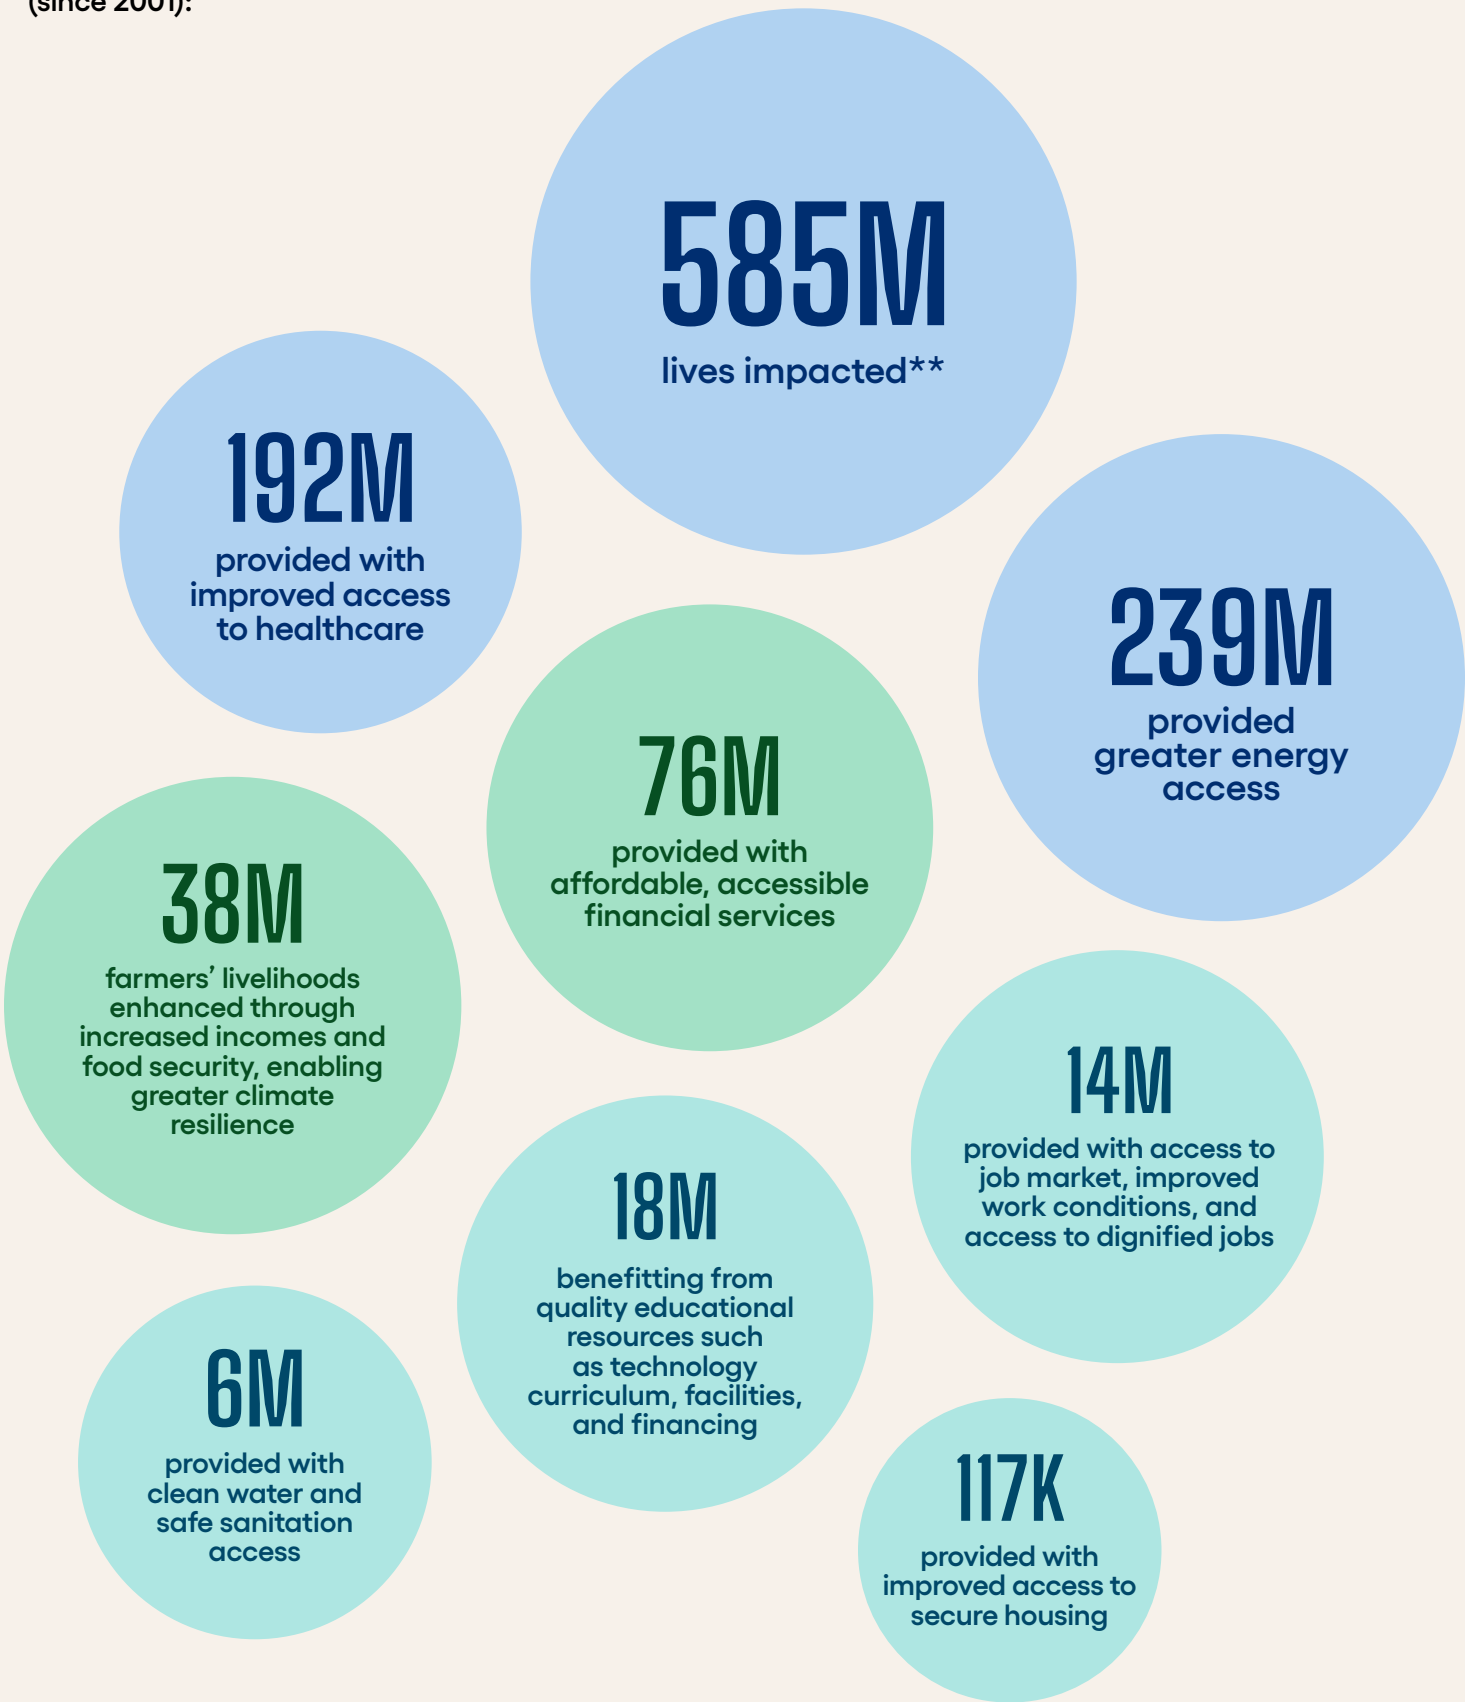 (since 2001):
585M
lives impacted**
192M
provided with
improved access
to healthcare
239M
provided
greater energy
access
76M
provided with
affordable, accessible
financial services
38M
farmers’ livelihoods
enhanced through
increased incomes and
food security, enabling
greater climate
resilience
14M
provided with access to
job market, improved
work conditions, and
access to dignified jobs
18M
benefitting from
quality educational
resources such
as technology
curriculum, facilities,
and financing
6M
provided with
clean water and
safe sanitation
access
117K
provided with
improved access to
secure housing